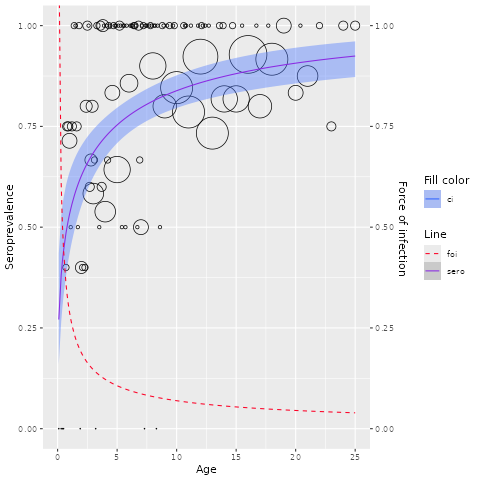 1.00
0.75
0.50
0.25
0.00
Seroprevalence
0
5
10
15
20
25
Age
1.00
0.75
0.50
0.25
0.00
Force of infection
Fill color
ci
Line
foi
sero